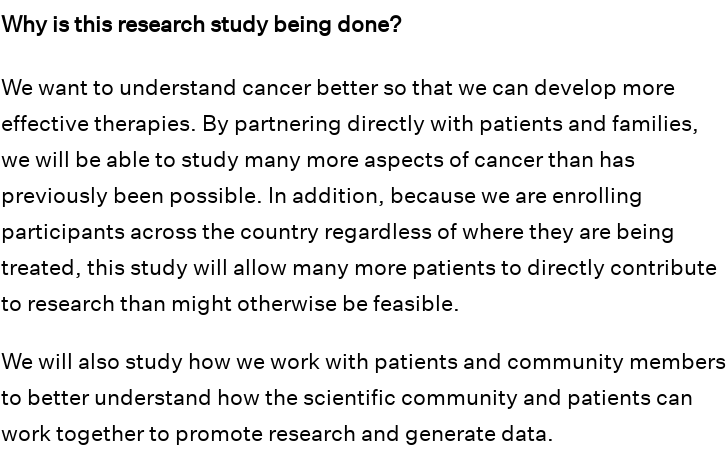 Why is this research study being done?
We want to understand cancer better so that we can develop more
effective therapies. By partnering directly with patients and families,
we will be able to study many more aspects of cancer than has
previously been possible. In addition, because we are enrolling
participants across the country regardless of where they are being
treated, this study will allow many more patients to directly contribute
to research than might otherwise be feasible.
We will also study how we work with patients and community members
to better understand how the scientific community and patients can
work together to promote research and generate data.